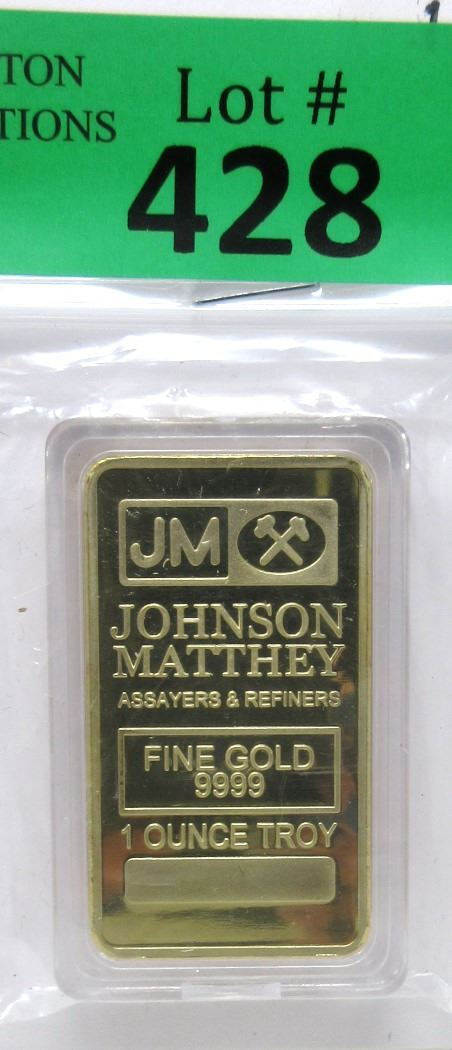 TON
TIONS
Lot #
428
JM
JOHNSON
MATTHEY
ASSAYERS & REFINERS
FINE GOLD
9999
1 OUNCE TROY